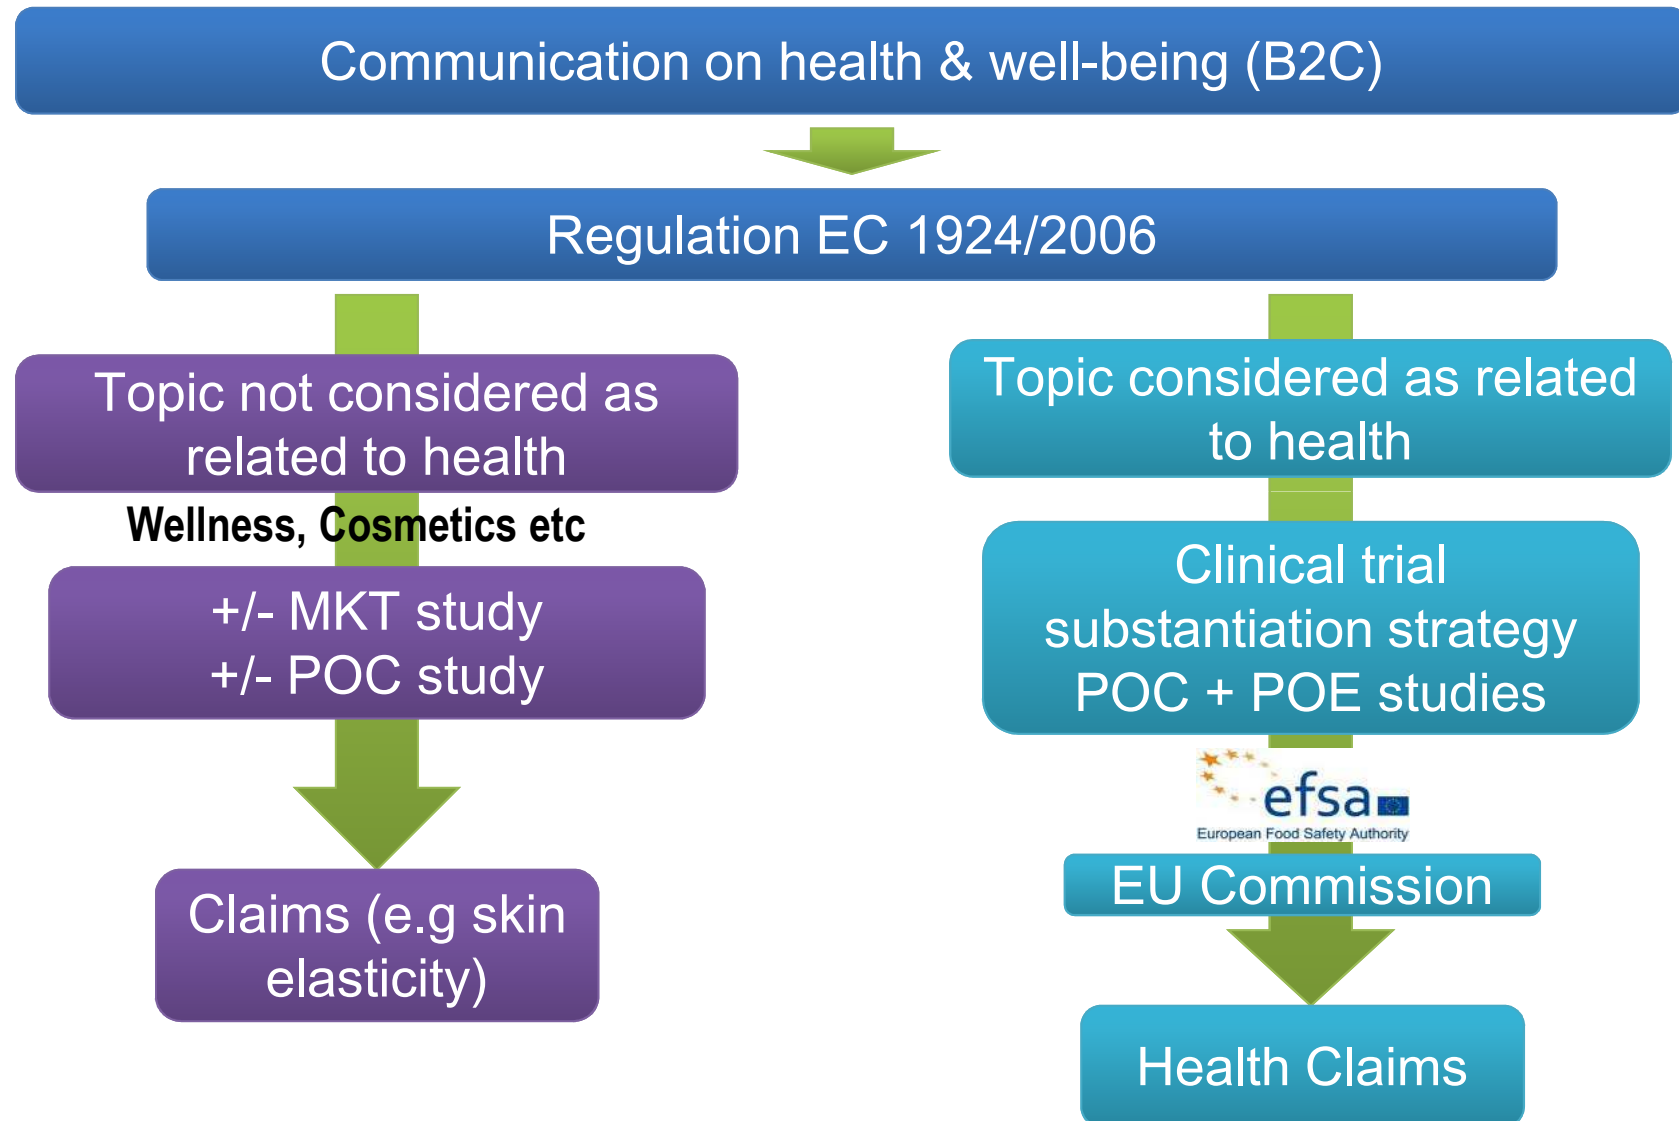 Communication on health & well-being (B2C)
Regulation EC 1924/2006
Topic not considered as
related to health
Wellness, Cosmetics etc
+/- MKT study
+/- POC study
Claims (e.g skin
elasticity)
Topic considered as related
to health
Clinical trial
substantiation strategy
POC + POE studies
efsa
European Food Safety Authority
EU Commission
Health Claims